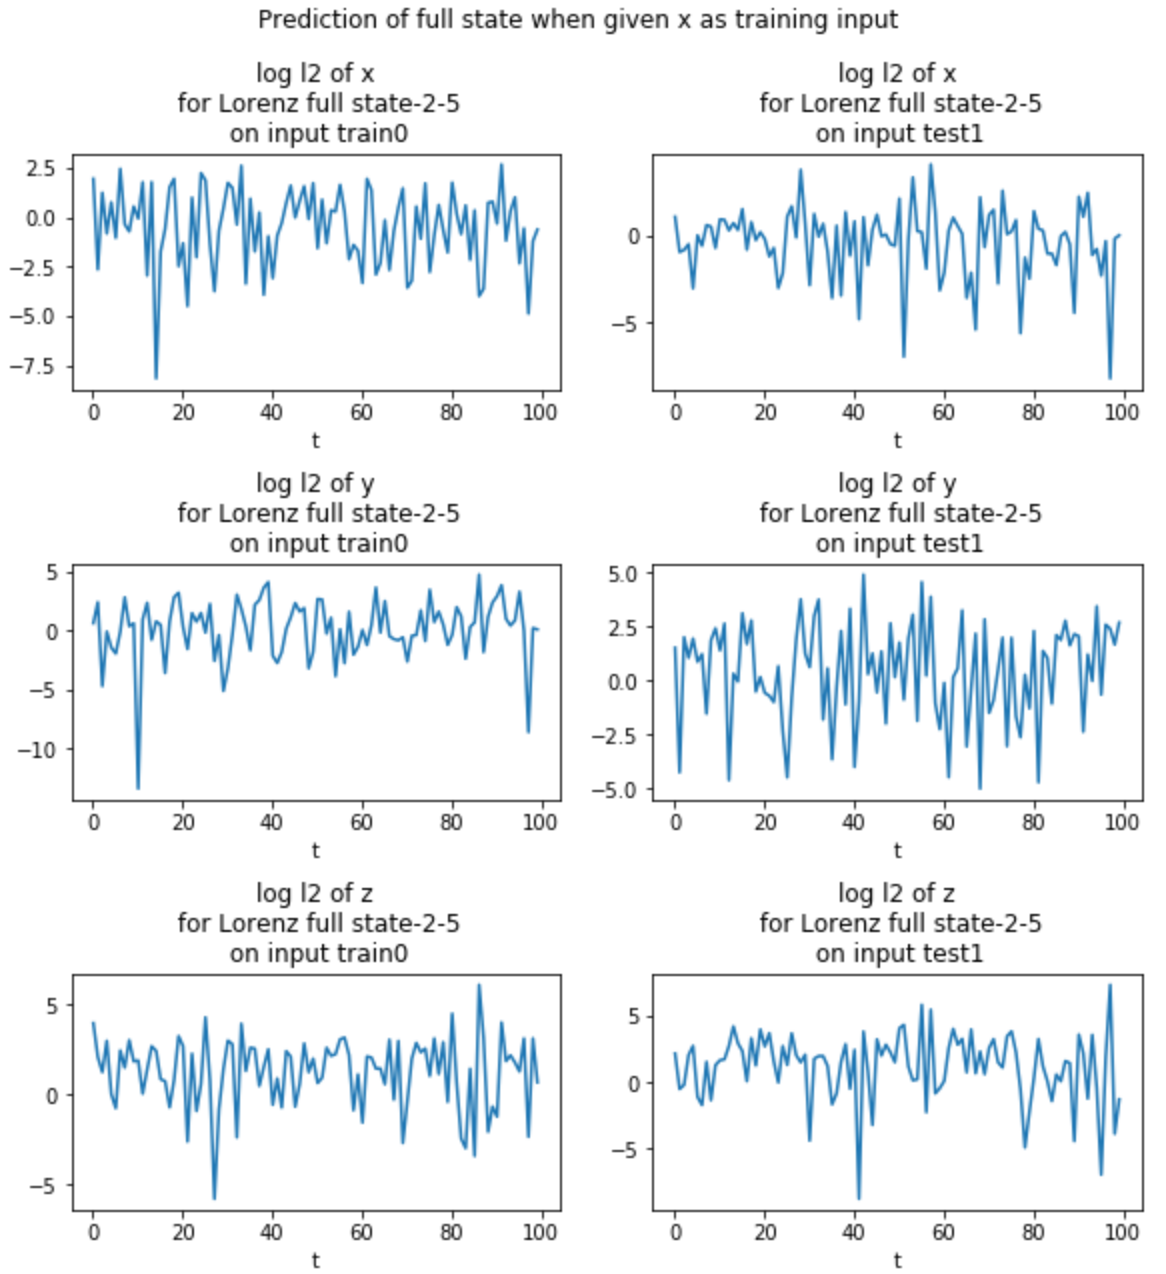 Prediction of full state when given x as training input
log l2 of x
for Lorenz full state-2-5
on input train0
2.5
0.0
−2.5
−5.0
−7.5
0 20 40 60 80 100
t
log l2 of x
for Lorenz full state-2-5
on input test1
0
−5
0 20 40 60 80 100
t
log l2 of y
for Lorenz full state-2-5
on input train0
5
0
−5
−10
0 20 40 60 80 100
t
log l2 of y
for Lorenz full state-2-5
on input test1
5.0
2.5
0.0
−2.5
−5.0
0 20 40 60 80 100
t
log l2 of z
for Lorenz full state-2-5
on input train0
5
0
−5
0 20 40 60 80 100
t
log l2 of z
for Lorenz full state-2-5
on input test1
5
0
−5
0 20 40 60 80 100
t